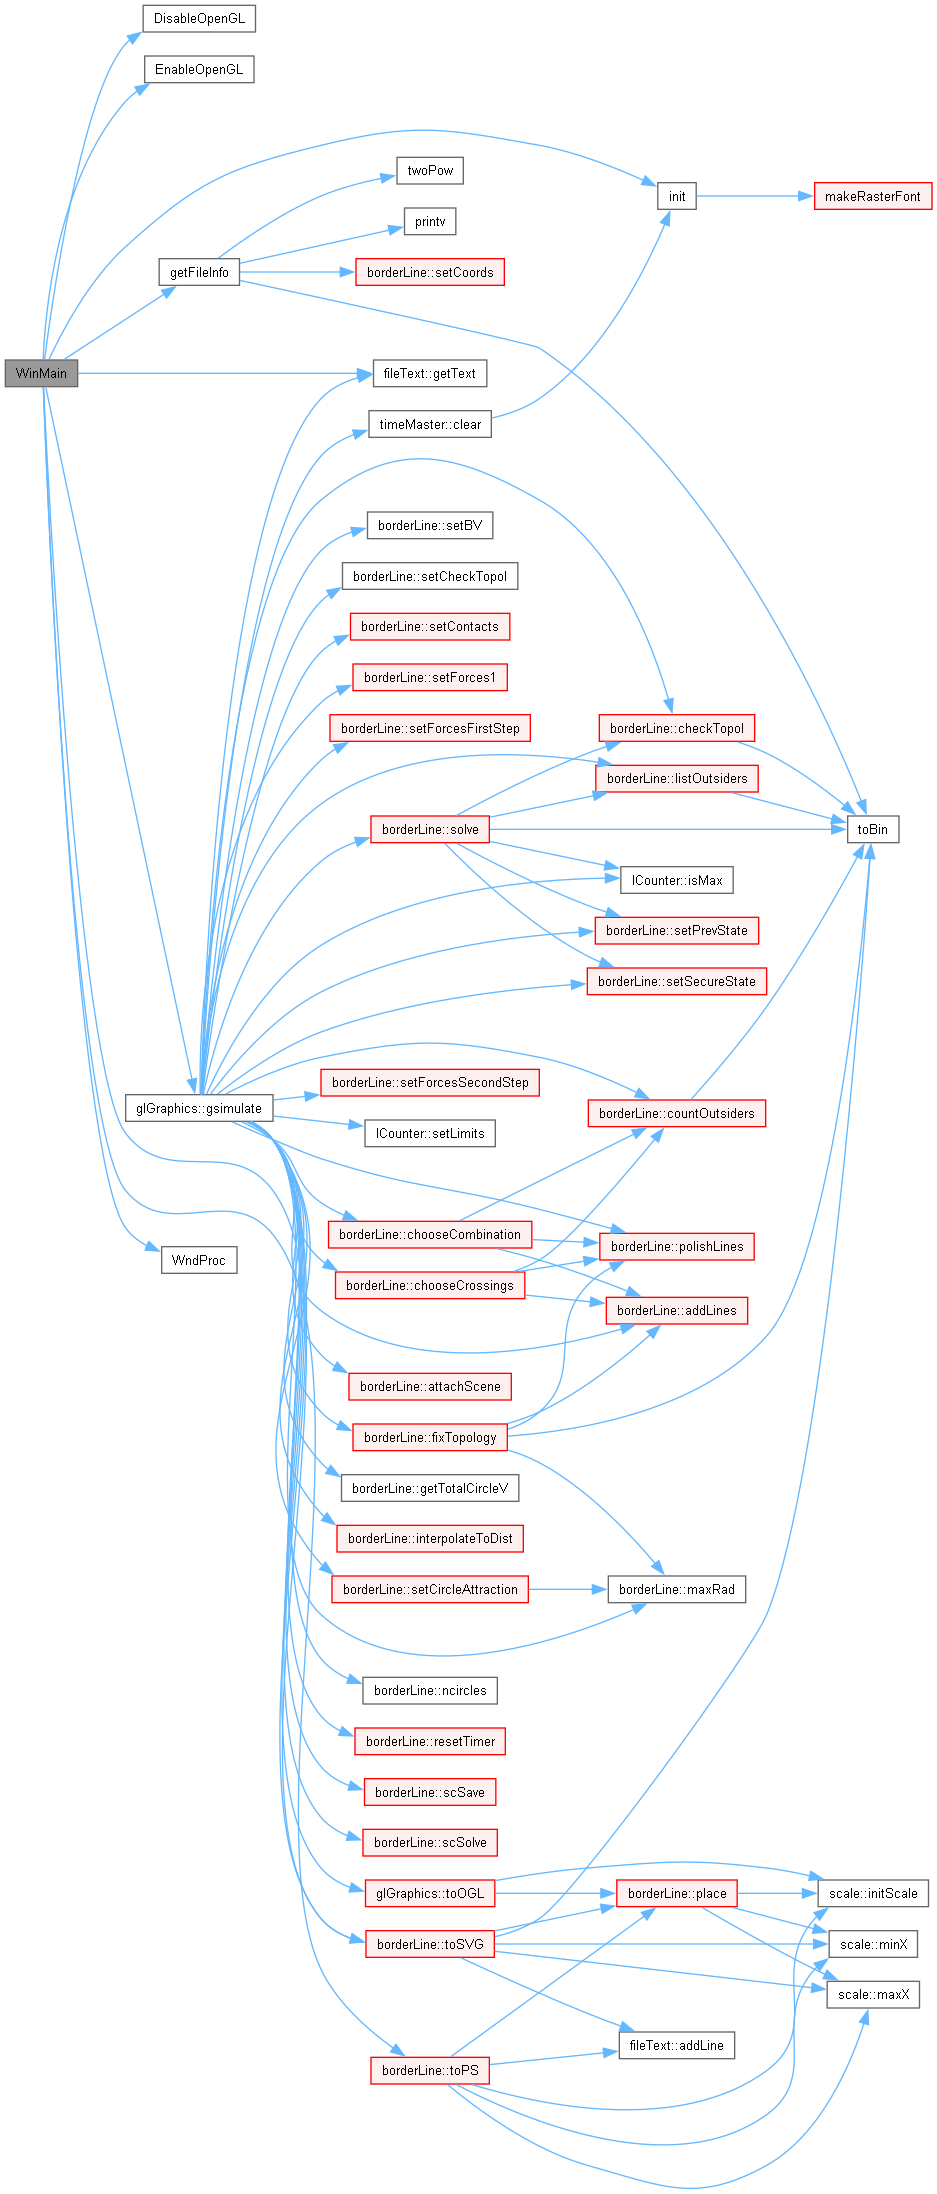 DisableOpenGL
EnableOpenGL
twoPow
init
makeRasterFont
printv
getFileInfo
borderLine::setCoords
WinMain
fileText::getText
timeMaster::clear
borderLine::setBV
borderLine::setCheckTopol
borderLine::setContacts
borderLine::setForces1
borderLine::setForcesFirstStep
borderLine::checkTopol
borderLine::listOutsiders
borderLine::solve
toBin
lCounter::isMax
borderLine::setPrevState
borderLine::setSecureState
borderLine::setForcesSecondStep
glGraphics::gsimulate
borderLine::countOutsiders
lCounter::setLimits
borderLine::chooseCombination
borderLine::polishLines
WndProc
borderLine::chooseCrossings
borderLine::addLines
borderLine::attachScene
borderLine::fixTopology
borderLine::getTotalCircleV
borderLine::interpolateToDist
borderLine::setCircleAttraction
borderLine::maxRad
borderLine::ncircles
borderLine::resetTimer
borderLine::scSave
borderLine::scSolve
glGraphics::toOGL
borderLine::place
scale::initScale
borderLine::toSVG
scale::minX
scale::maxX
fileText::addLine
borderLine::toPS